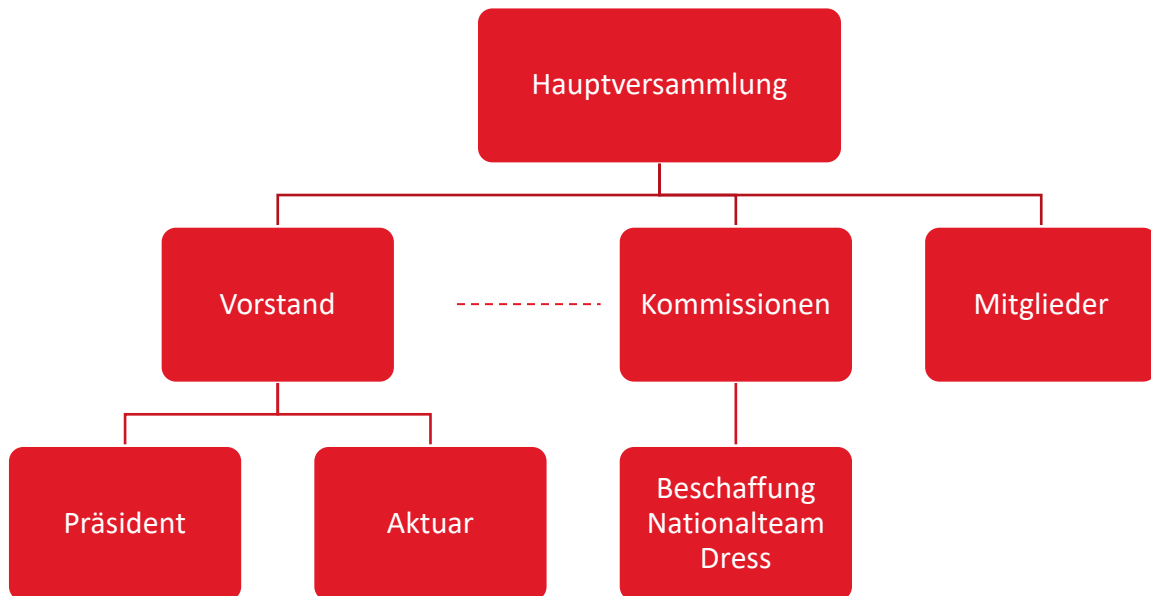 Hauptversammlung
Vorstand
Kommissionen
Mitglieder
Präsident
Aktuar
Beschaffung
Nationalteam
Dress